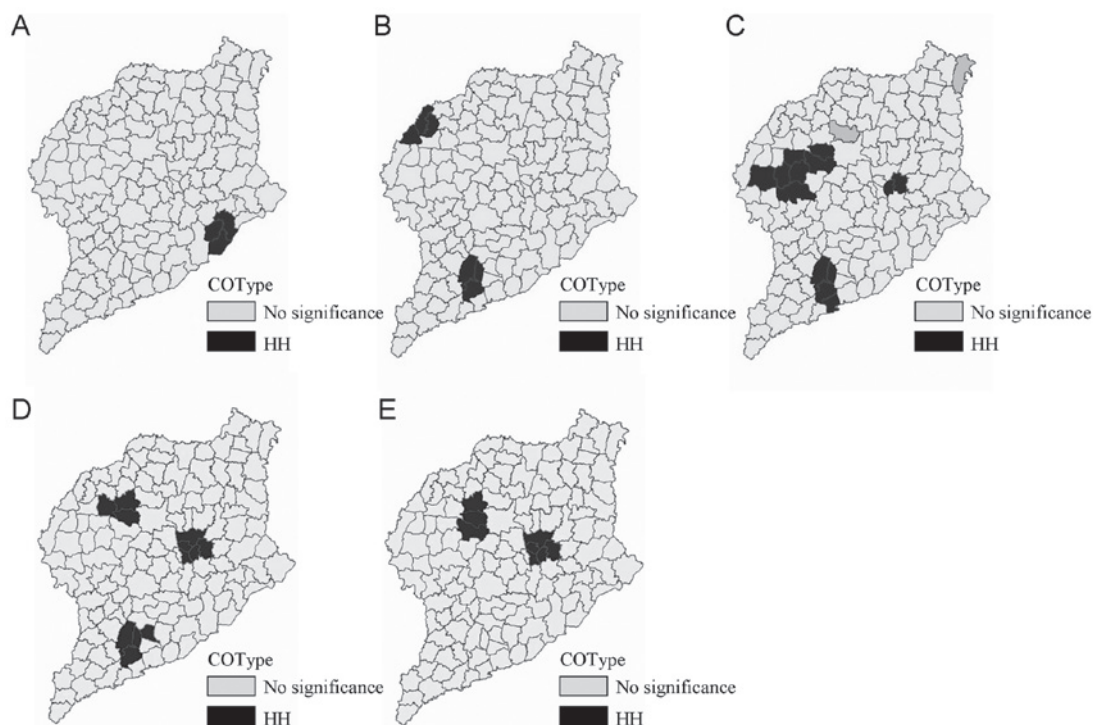 A
B
C
COType
No significance
HH
COType
No significance
HH
COType
No significance
HH
D
E
COType
No significance
HH
COType
No significance
HH